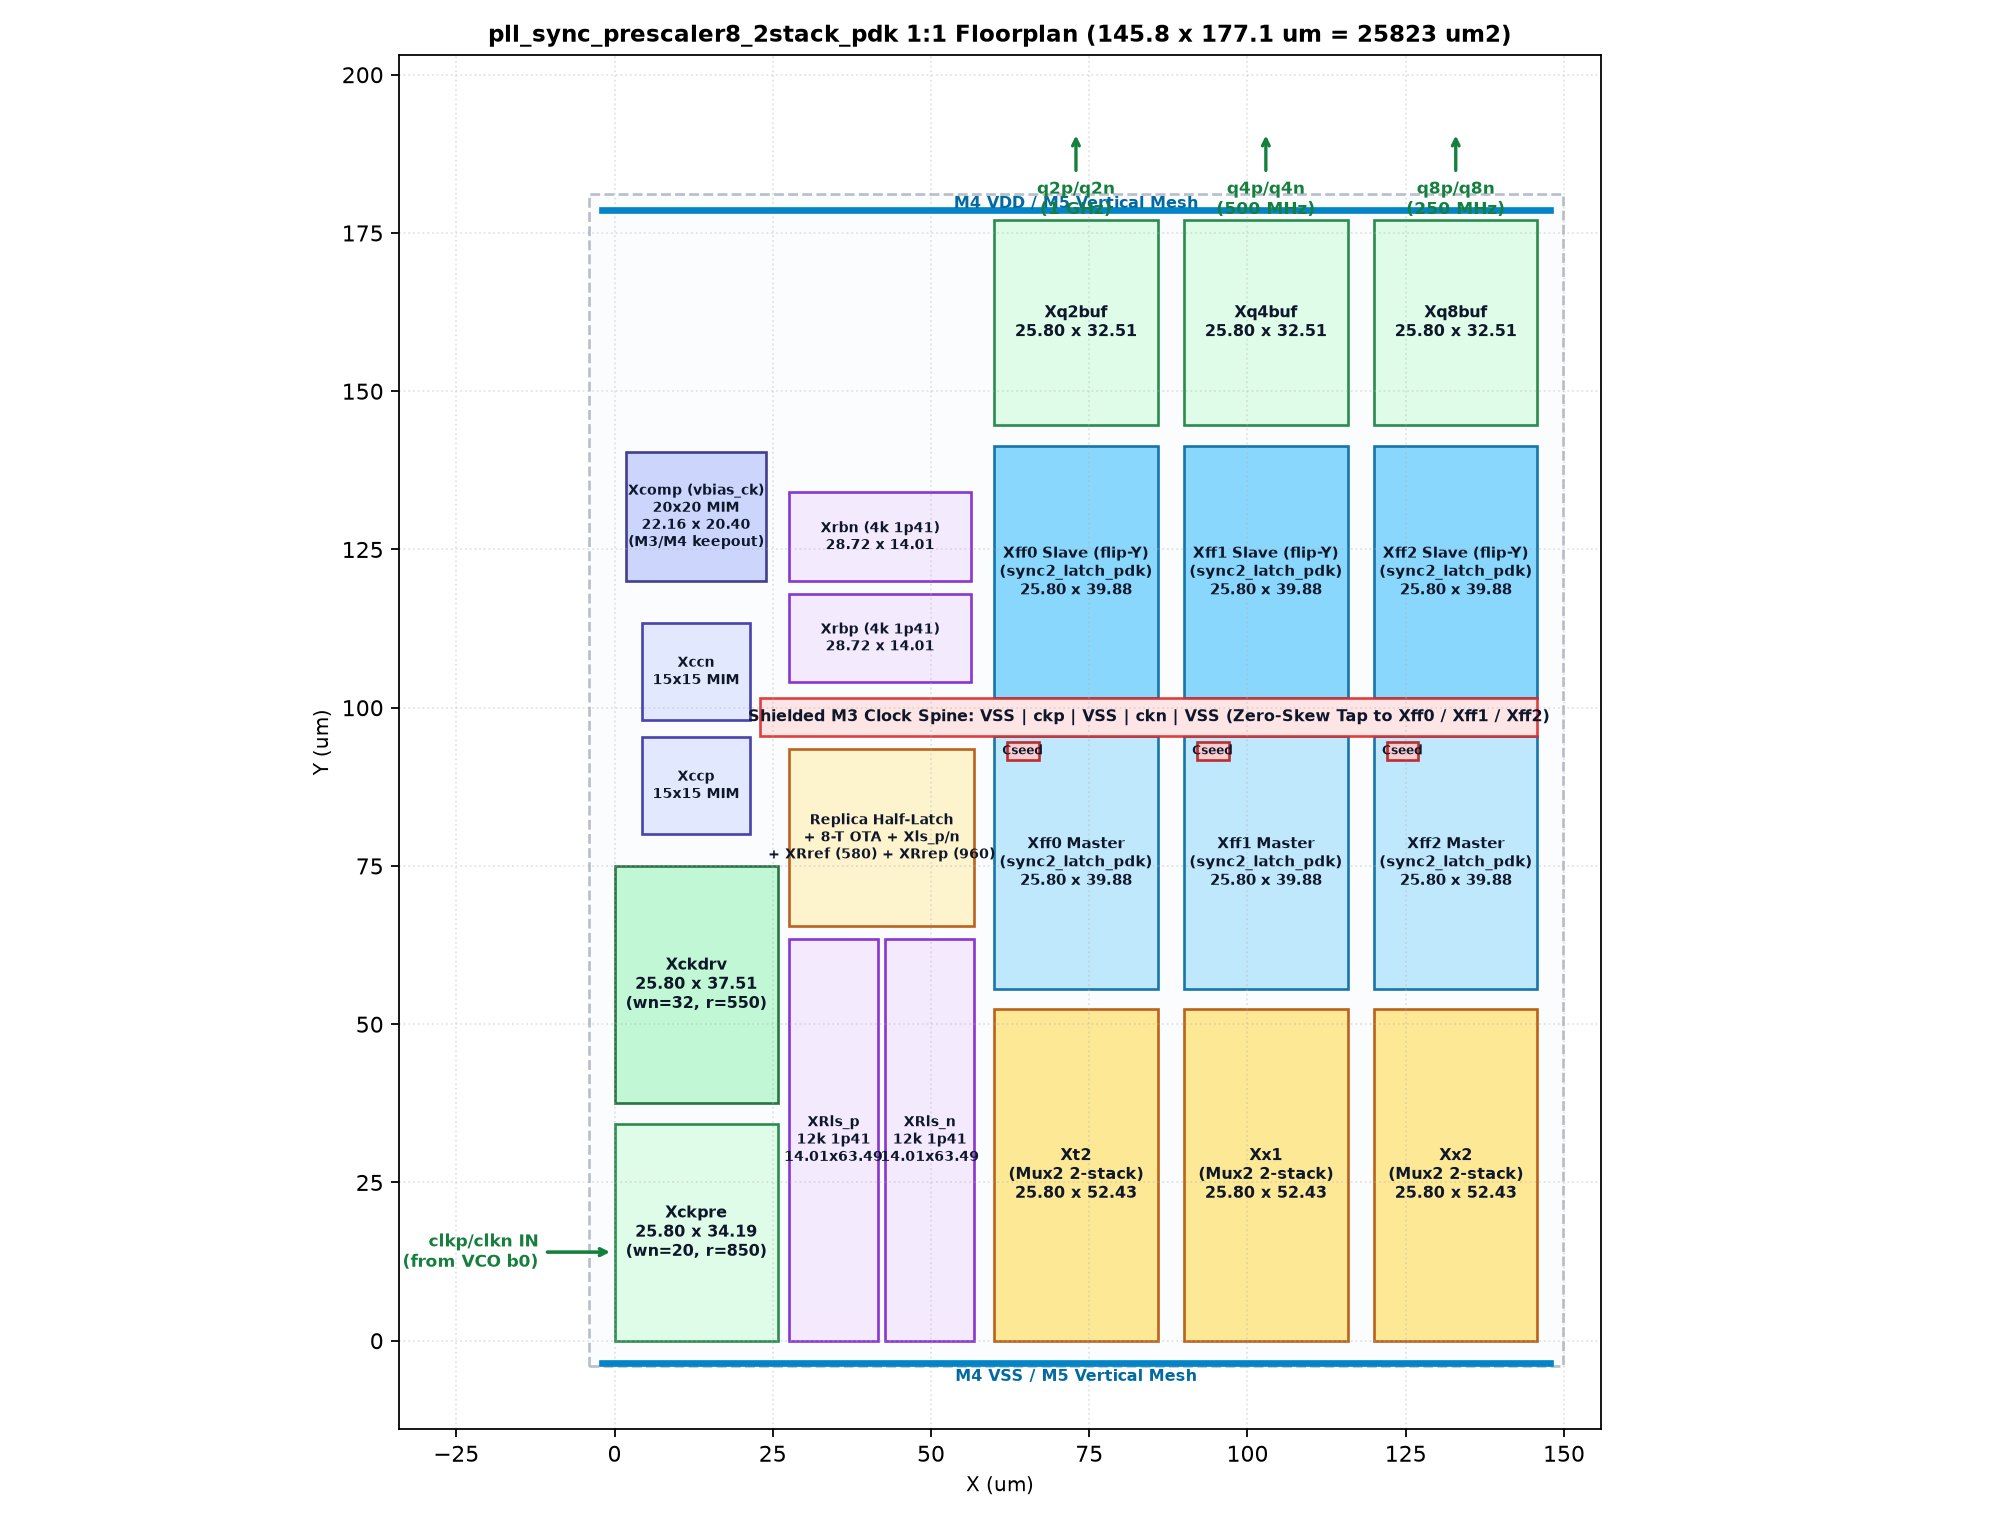 pll_sync_prescaler8_2stack_pdk 1:1 Floorplan (145.8 x 177.1 um = 25823 um2)
200
175
150
125
100
75
50
25
0
Y (um)
q2p/q2n
(1 GHz)
q4p/q4n
(500 MHz)
q8p/q8n
(250 MHz)
M4 VDD / M5 Vertical Mesh
Xq2buf
25.80 x 32.51
Xq4buf
25.80 x 32.51
Xq8buf
25.80 x 32.51
Xcomp (vbias_ck)
20x20 MIM
22.16 x 20.40
(M3/M4 keepout)
Xrbn (4k 1p41)
28.72 x 14.01
Xff0 Slave (flip-Y)
(sync2_latch_pdk)
25.80 x 39.88
Xff1 Slave (flip-Y)
(sync2_latch_pdk)
25.80 x 39.88
Xff2 Slave (flip-Y)
(sync2_latch_pdk)
25.80 x 39.88
Xrbp (4k 1p41)
28.72 x 14.01
Xccn
15x15 MIM
Shielded M3 Clock Spine: VSS | ckp | VSS | ckn | VSS (Zero-Skew Tap to Xff0 / Xff1 / Xff2)
Cseed
Cseed
Cseed
Xccp
15x15 MIM
Replica Half-Latch
+ 8-T OTA + Xls_p/n
+ XRref (580) + XRrep (960)
Xff0 Master
(sync2_latch_pdk)
25.80 x 39.88
Xff1 Master
(sync2_latch_pdk)
25.80 x 39.88
Xff2 Master
(sync2_latch_pdk)
25.80 x 39.88
Xckdrv
25.80 x 37.51
(wn=32, r=550)
XRls_p
12k 1p41
14.01x63.49
XRls_n
12k 1p41
14.01x63.49
Xt2
(Mux2 2-stack)
25.80 x 52.43
Xx1
(Mux2 2-stack)
25.80 x 52.43
Xx2
(Mux2 2-stack)
25.80 x 52.43
Xckpre
25.80 x 34.19
(wn=20, r=850)
clkp/clkn IN
(from VCO b0)
M4 VSS / M5 Vertical Mesh
−25
0
25
50
75
100
125
150
X (um)